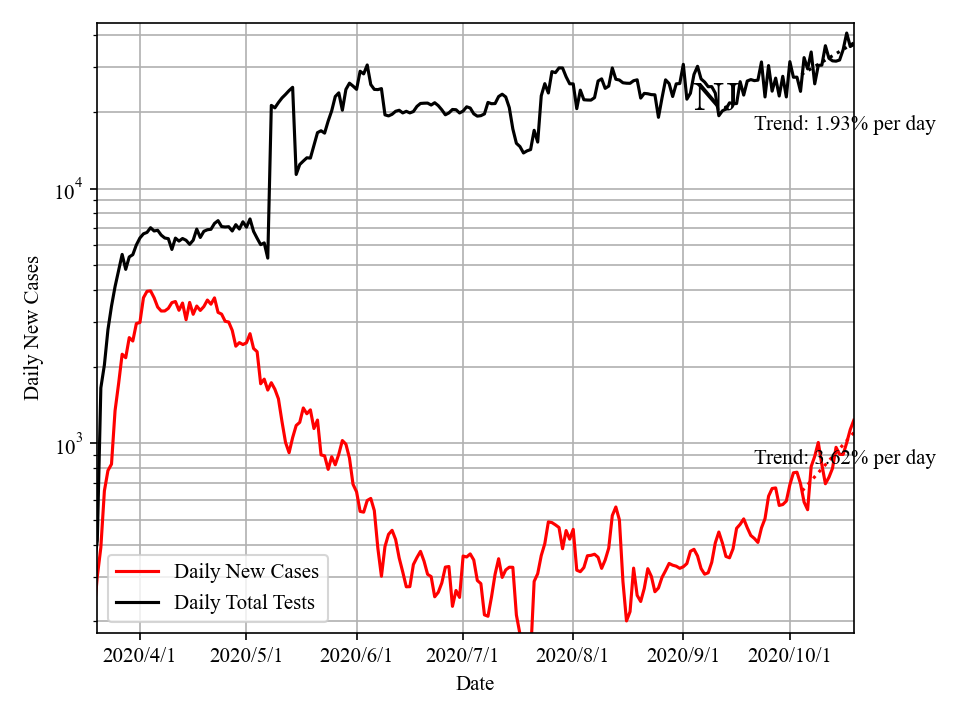 NJ
Trend: 1.93% per day
10^4
Daily New Cases
10^3
Trend: 3.62% per day
Daily New Cases
Daily Total Tests
2020/4/1 2020/5/1 2020/6/1 2020/7/1 2020/8/1 2020/9/1 2020/10/1
Date